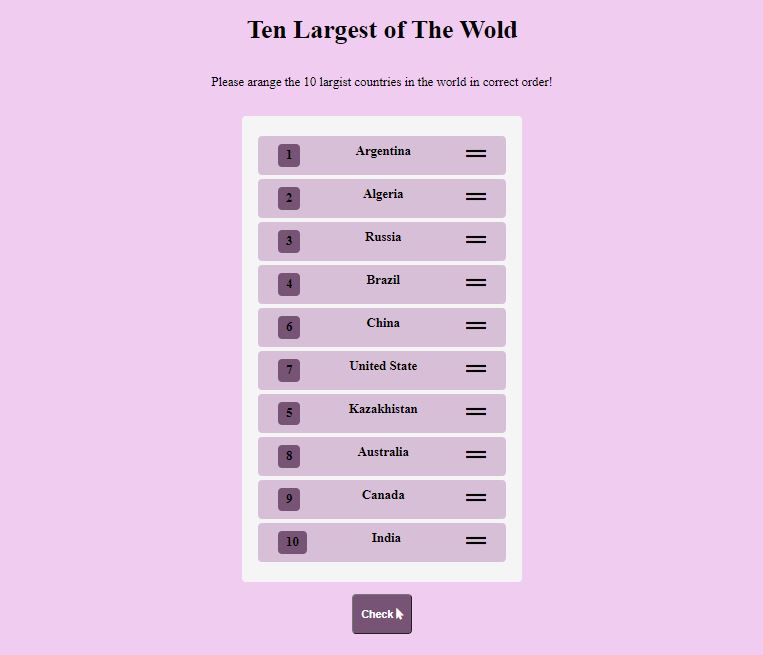 Ten Largest of The Wold
Please arange the 10 largist countries in the world in correct order!
1 Argentina
2 Algeria
3 Russia
4 Brazil
6 China
7 United State
5 Kazakhistan
8 Australia
9 Canada
10 India
Check